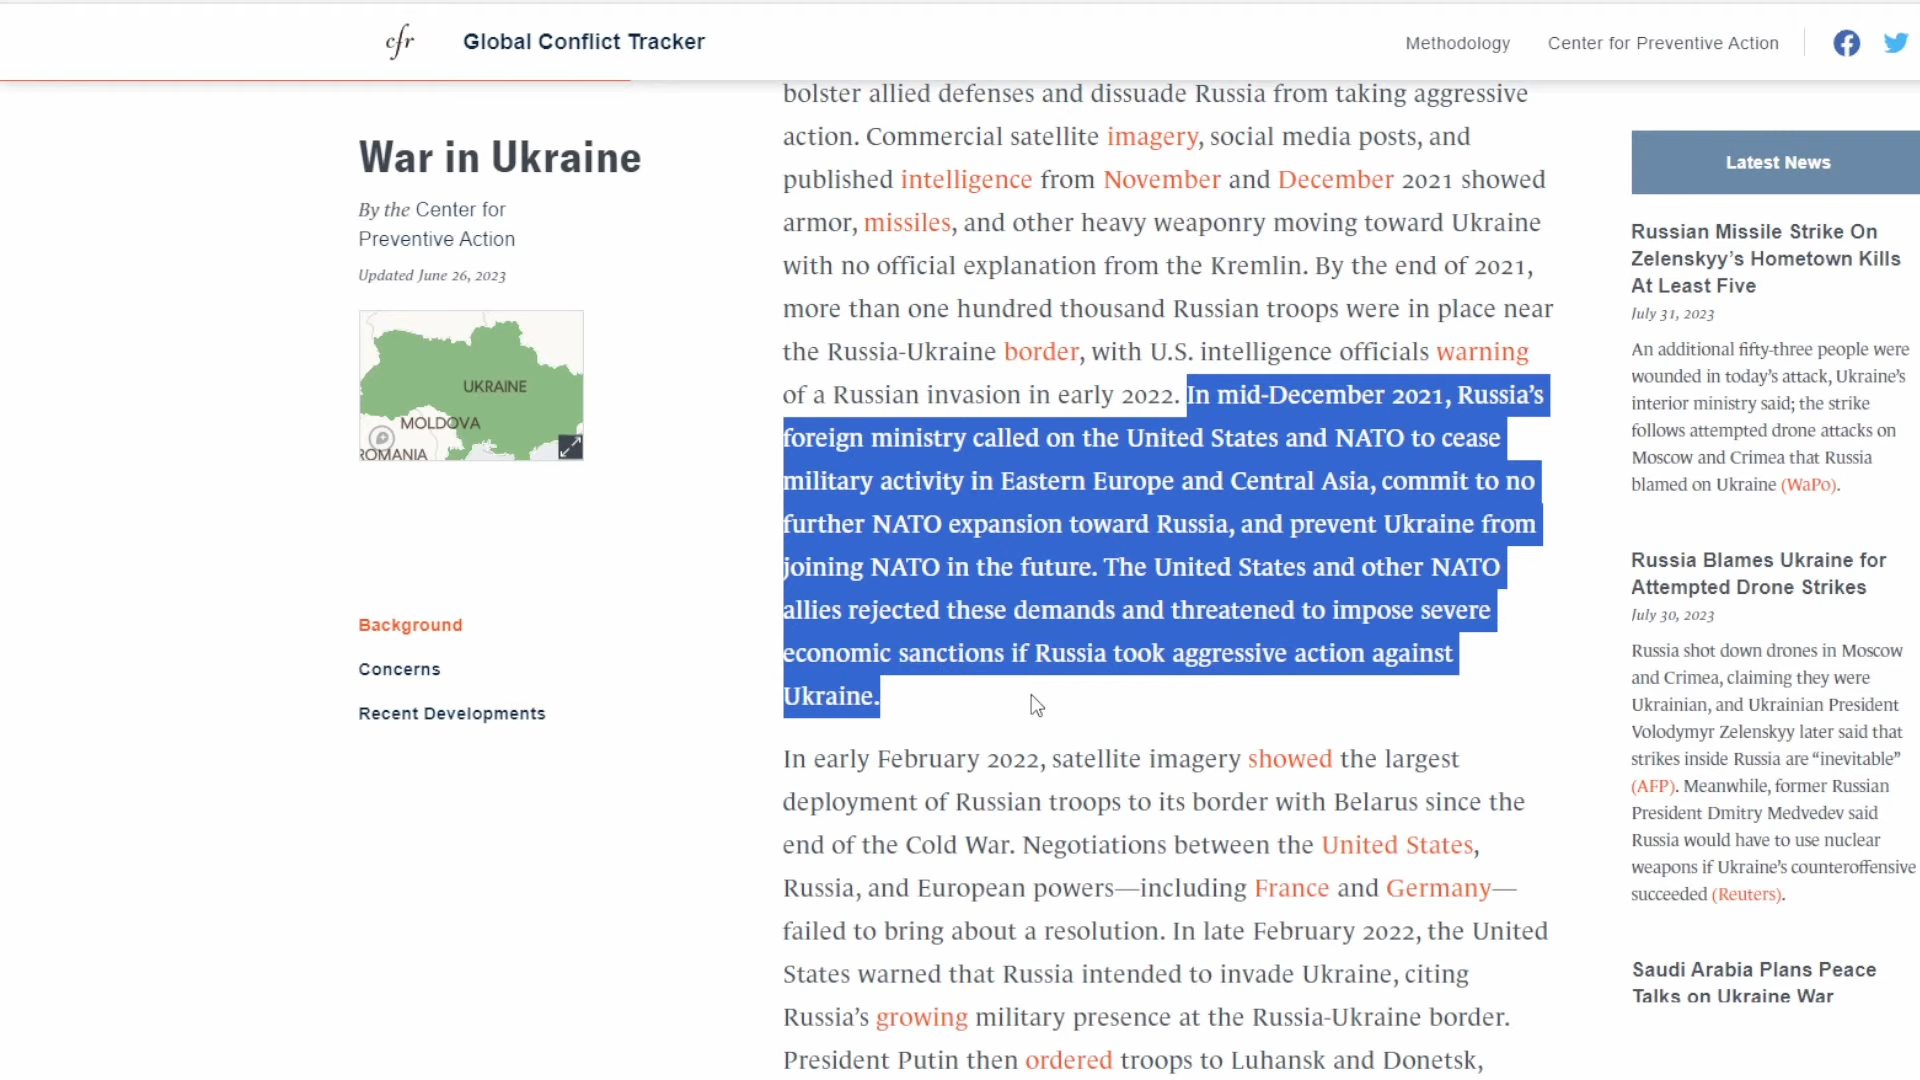 cfr
Global Conflict Tracker
Methodology
Center for Preventive Action
War in Ukraine
By the Center for
Preventive Action
Updated June 26, 2023
UKRAINE
MOLDOVA
ROMANIA
Background
Concerns
Recent Developments
bolster allied defenses and dissuade Russia from taking aggressive
action. Commercial satellite imagery, social media posts, and
published intelligence from November and December 2021 showed
armor, missiles, and other heavy weaponry moving toward Ukraine
with no official explanation from the Kremlin. By the end of 2021,
more than one hundred thousand Russian troops were in place near
the Russia-Ukraine border, with U.S. intelligence officials warning
of a Russian invasion in early 2022. In mid-December 2021, Russia’s
foreign ministry called on the United States and NATO to cease
military activity in Eastern Europe and Central Asia, commit to no
further NATO expansion toward Russia, and prevent Ukraine from
joining NATO in the future. The United States and other NATO
allies rejected these demands and threatened to impose severe
economic sanctions if Russia took aggressive action against
Ukraine.
In early February 2022, satellite imagery showed the largest
deployment of Russian troops to its border with Belarus since the
end of the Cold War. Negotiations between the United States,
Russia, and European powers—including France and Germany—
failed to bring about a resolution. In late February 2022, the United
States warned that Russia intended to invade Ukraine, citing
Russia’s growing military presence at the Russia-Ukraine border.
President Putin then ordered troops to Luhansk and Donetsk,
Latest News
Russian Missile Strike On
Zelenskyy’s Hometown Kills
At Least Five
July 31, 2023
An additional fifty-three people were
wounded in today’s attack, Ukraine’s
interior ministry said; the strike
follows attempted drone attacks on
Moscow and Crimea that Russia
blamed on Ukraine (WaPo).
Russia Blames Ukraine for
Attempted Drone Strikes
July 30, 2023
Russia shot down drones in Moscow
and Crimea, claiming they were
Ukrainian, and Ukrainian President
Volodymyr Zelenskyy later said that
strikes inside Russia are “inevitable”
(AFP). Meanwhile, former Russian
President Dmitry Medvedev said
Russia would have to use nuclear
weapons if Ukraine’s counteroffensive
succeeded (Reuters).
Saudi Arabia Plans Peace
Talks on Ukraine War